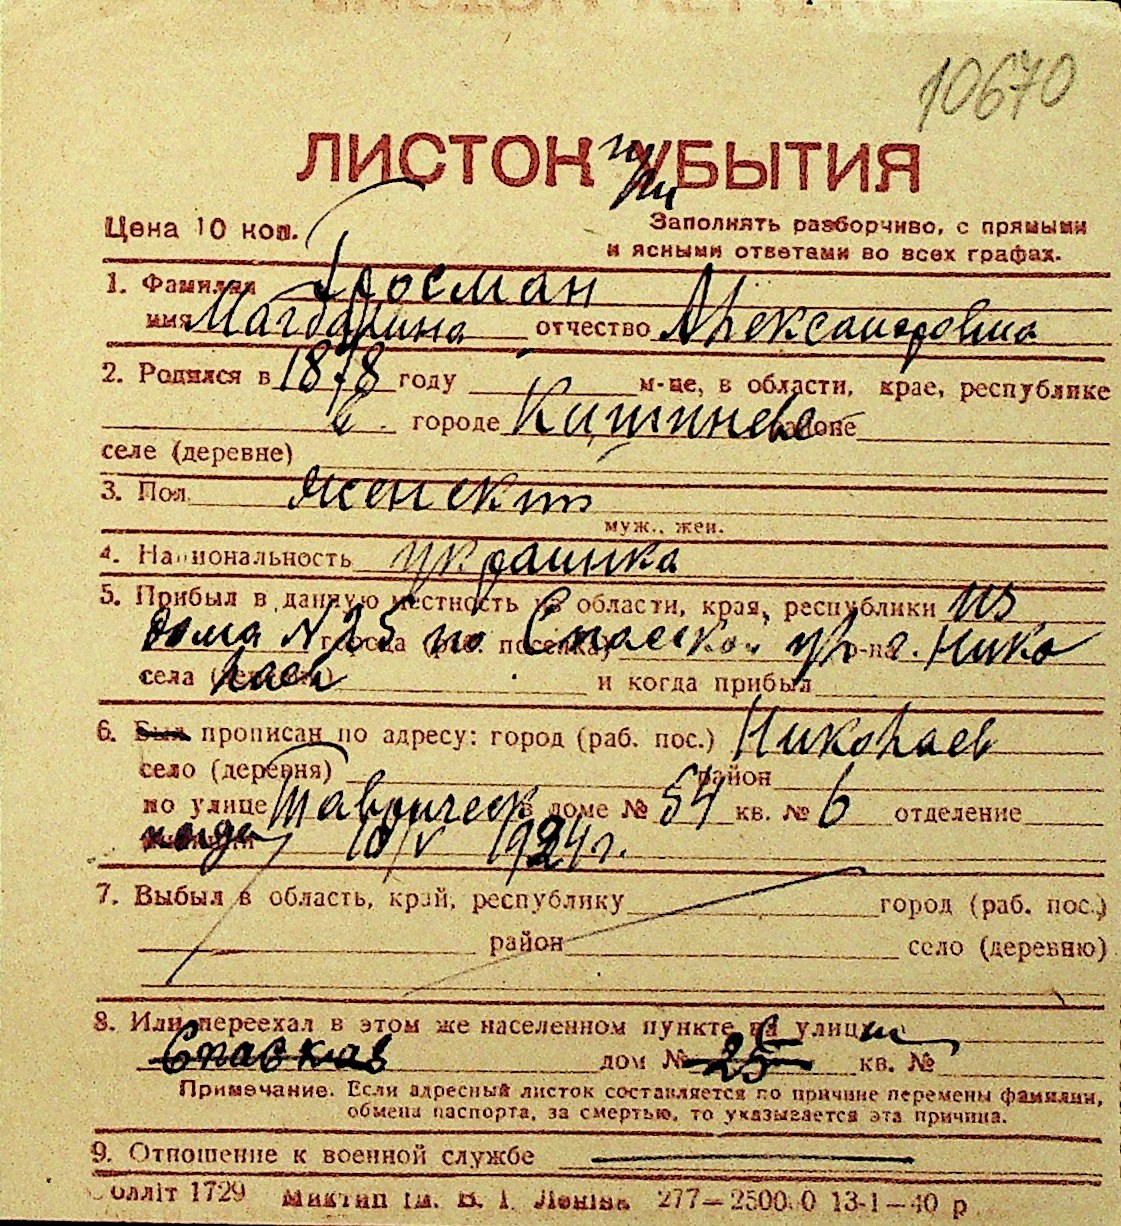 10670
ЛИСТОК при УБЫТИЯ
Цена 10 коп.
Заполнять разборчиво, с прямыми
и ясными ответами во всех графах.
1. Фамилия Гросман
имя Магдалина отчество Александровна
2. Родился в 1878 году м-це, в области, крае, республике
в городе Кишиневе районе
селе (деревне)
3. Пол женский
муж., жен.
4. Национальность украинка
5. Прибыл в данную местность из области, края, республики из
дома № 25 по Спасской ул. г. Нико
села (деревни) лаев и когда прибыл
6. Был прописан по адресу: город (раб. пос.) Николаев
село (деревня) район
по улице Таврическ в доме № 54 кв. № 6 отделение
когда 10/V 1924 г.
7. Выбыл в область, край, республику город (раб. пос.)
район село (деревню)
8. Или переехал в этом же населенном пункте на улицу
Спасская дом № 25 кв. №
Примечание. Если адресный листок составляется по причине перемены фамилии,
обмена паспорта, за смертью, то указывается эта причина.
9. Отношение к военной службе
Облліт 1729 Миктип ім. В. І. Леніна 277—2500.0 13-1—40 р